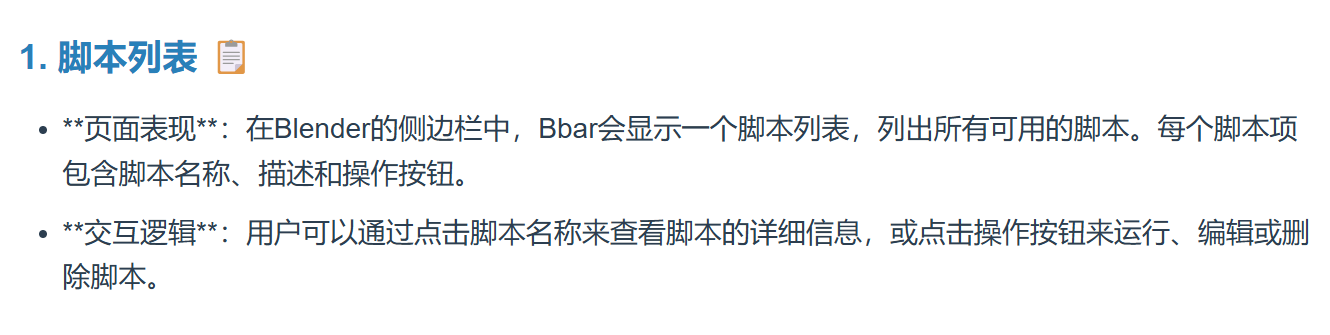 1. 脚本列表 📋
• **页面表现**：在Blender的侧边栏中，Bbar会显示一个脚本列表，列出所有可用的脚本。每个脚本项
包含脚本名称、描述和操作按钮。
• **交互逻辑**：用户可以通过点击脚本名称来查看脚本的详细信息，或点击操作按钮来运行、编辑或删
除脚本。